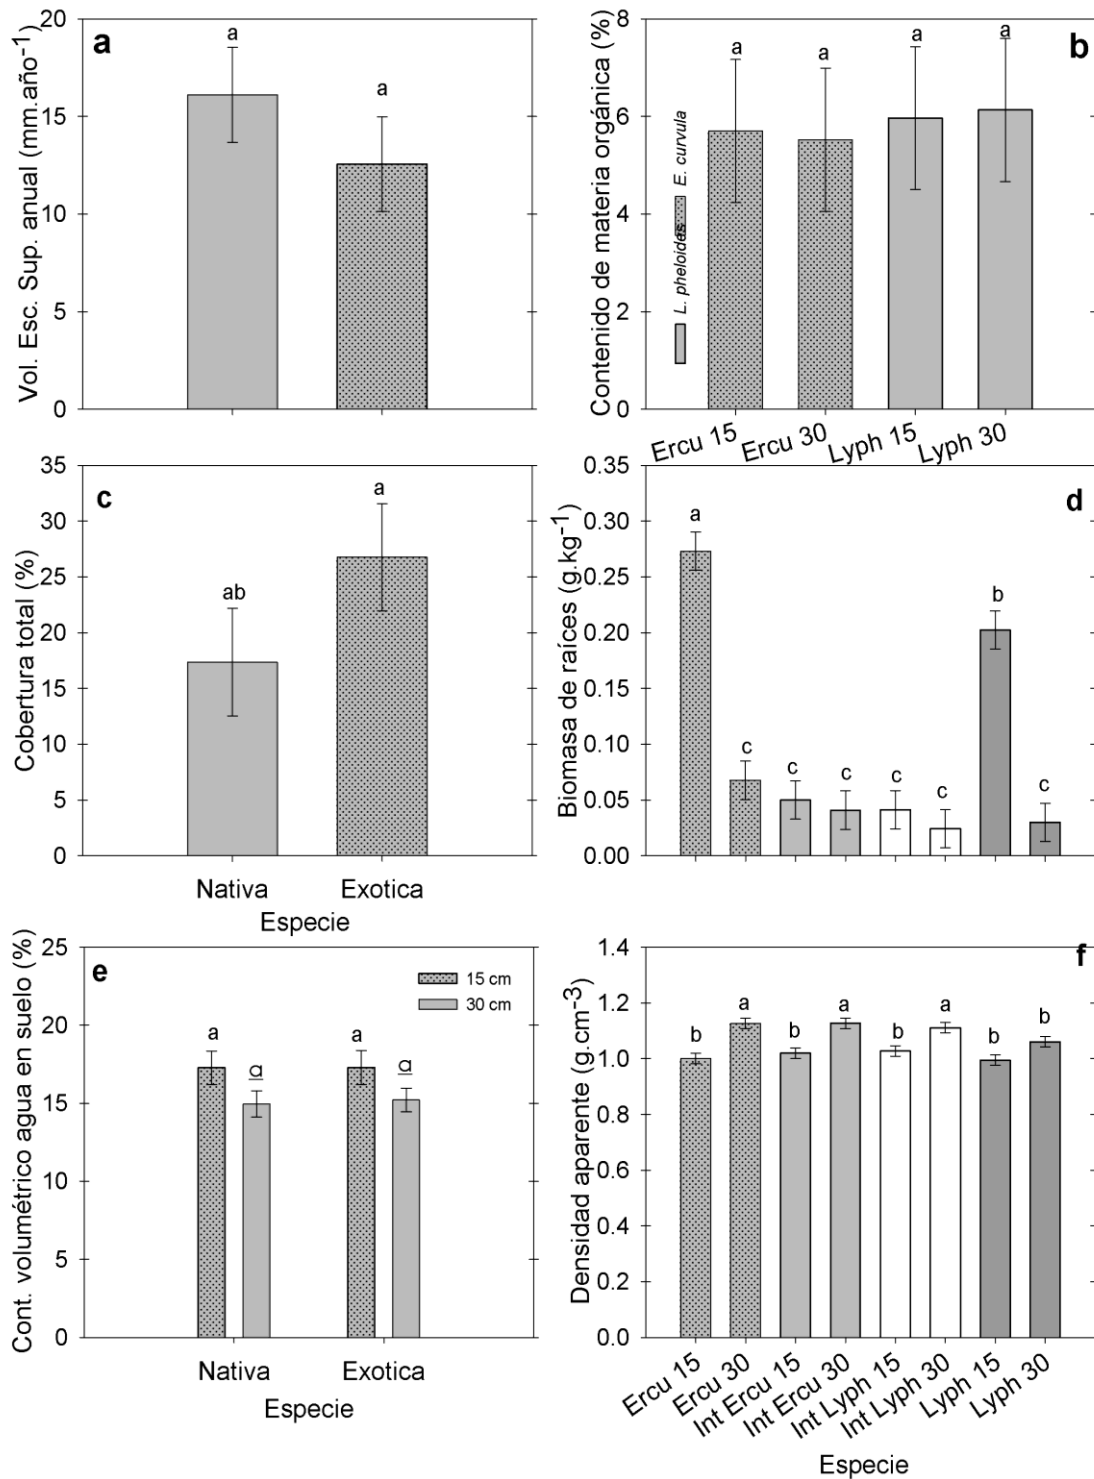 a
Vol. Esc. Sup. anual (mm.año-1)
20
15
10
5
0
a
a
b
Contenido de materia orgánica (%)
8
6
4
2
0
E. curvula
L. pheloides
a
a
a
a
Ercu 15
Ercu 30
Lyph 15
Lyph 30
c
Cobertura total (%)
35
30
25
20
15
10
5
0
ab
a
Nativa
Exotica
Especie
d
Biomasa de raíces (g.kg-1)
0.35
0.30
0.25
0.20
0.15
0.10
0.05
0.00
a
c
c
c
c
c
b
c
e
Cont. volumétrico agua en suelo (%)
25
20
15
10
5
0
15 cm
30 cm
a
a
a
a
Nativa
Exotica
Especie
f
Densidad aparente (g.cm-3)
1.4
1.2
1.0
0.8
0.6
0.4
0.2
0.0
b
a
b
a
b
a
b
b
Ercu 15
Ercu 30
Int Ercu 15
Int Ercu 30
Int Lyph 15
Int Lyph 30
Lyph 15
Lyph 30
Especie